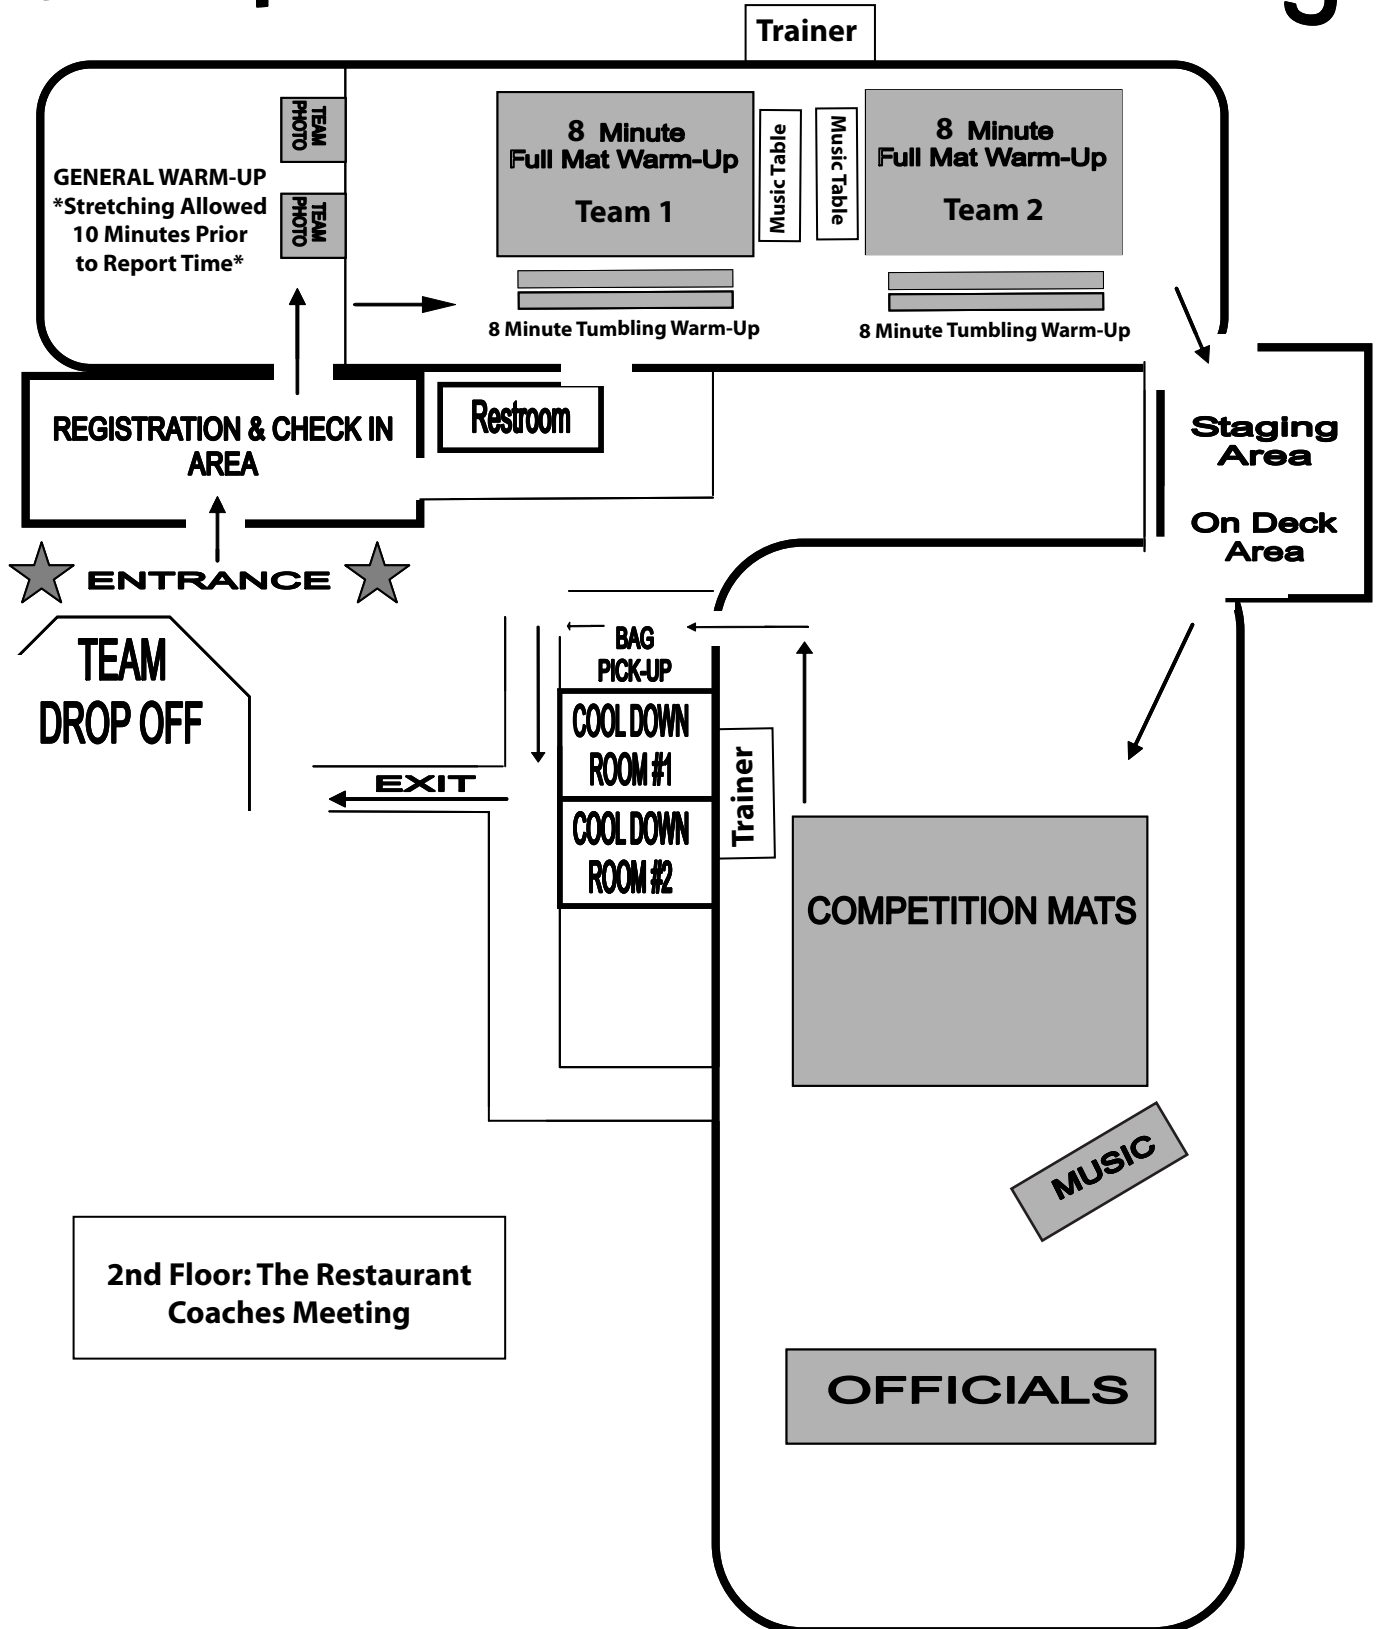 Trainer
TEAM
PHOTO
TEAM
PHOTO
GENERAL WARM-UP
*Stretching Allowed
10 Minutes Prior
to Report Time*
8 Minute
Full Mat Warm-Up
Team 1
Music Table
Music Table
8 Minute
Full Mat Warm-Up
Team 2
8 Minute Tumbling Warm-Up
8 Minute Tumbling Warm-Up
REGISTRATION & CHECK IN
AREA
Restroom
Staging
Area
On Deck
Area
ENTRANCE
TEAM
DROP OFF
BAG
PICK-UP
COOL DOWN
ROOM #1
EXIT
COOL DOWN
ROOM #2
Trainer
COMPETITION MATS
MUSIC
2nd Floor: The Restaurant
Coaches Meeting
OFFICIALS